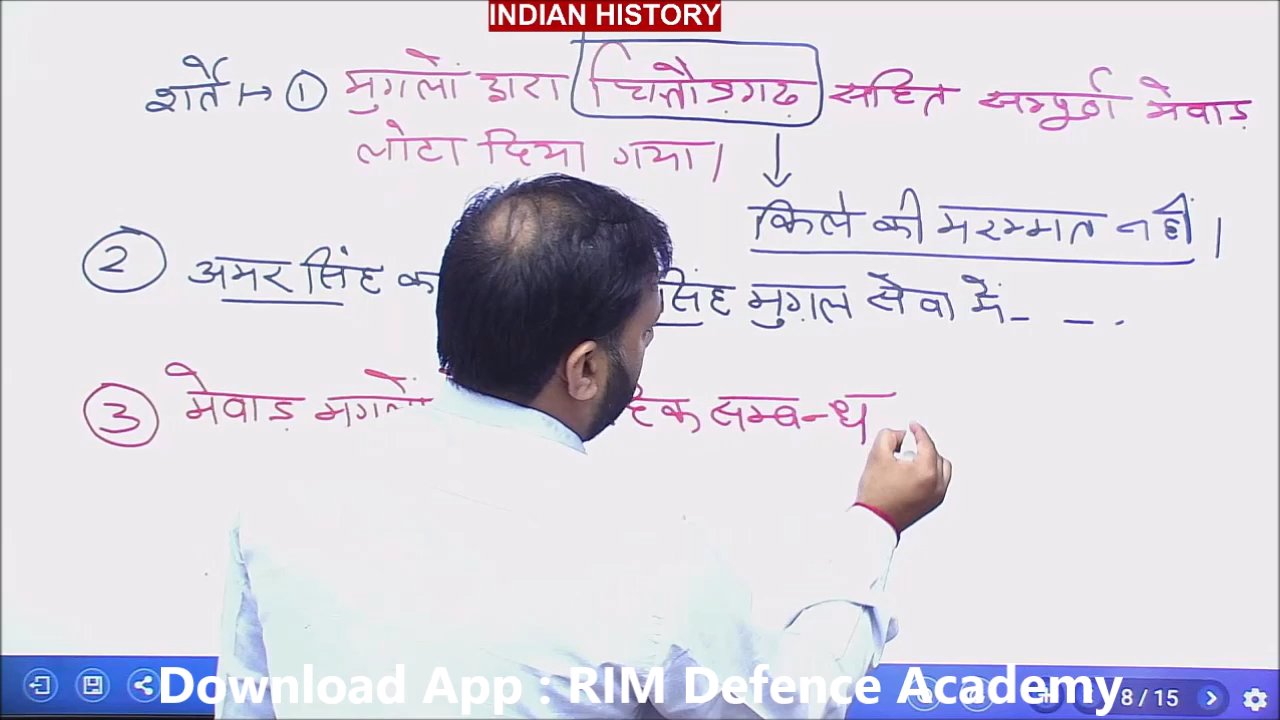 INDIAN HISTORY
शर्ते → ① मुगलों द्वारा चित्तौड़गढ सहित सम्पूर्ण मेवाड़
लोटा दिया गया।
किले की मरम्मत नहीं।
② अमर सिंह का सिंह मुग़ल सेवा में - - -
③ मेवाड़ मुगलों सम्बन्ध
Download App : RIM Defence Academy
8 / 15